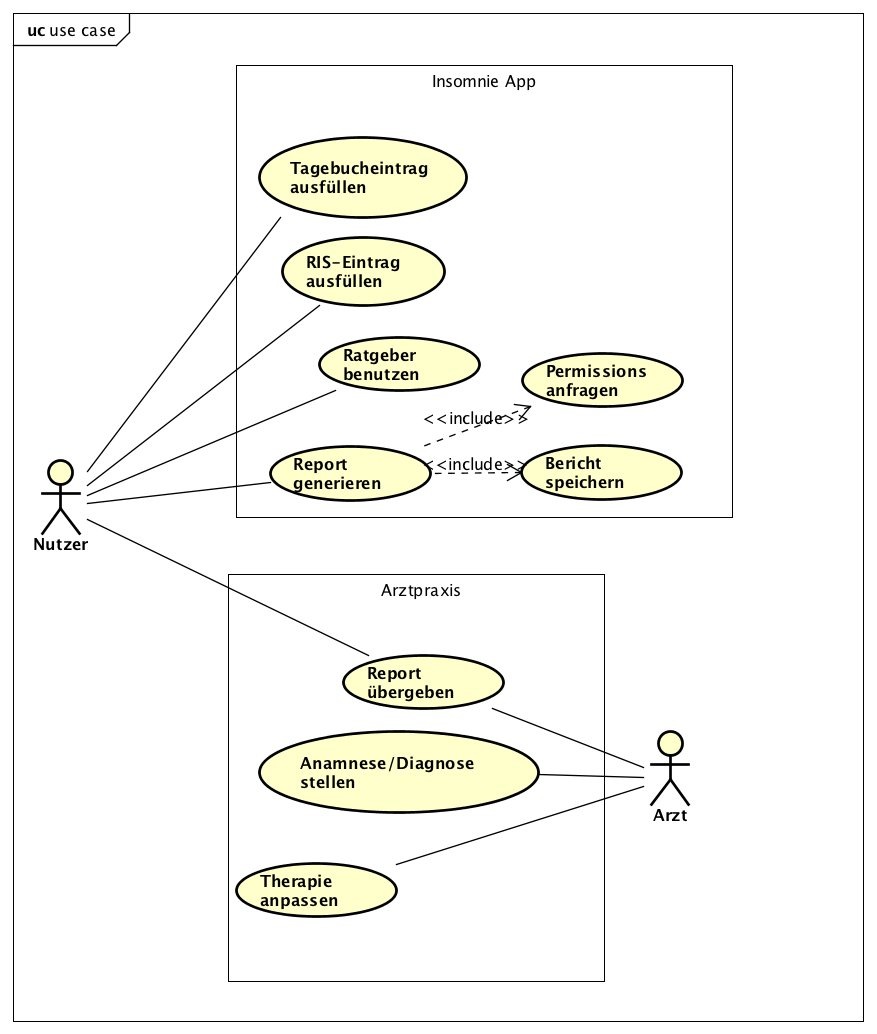 uc use case
Insomnie App
Tagebucheintrag
ausfüllen
RIS-Eintrag
ausfüllen
Ratgeber
benutzen
Permissions
anfragen
<<include>>
Report
generieren
<<include>>
Bericht
speichern
Nutzer
Arztpraxis
Report
übergeben
Anamnese/Diagnose
stellen
Arzt
Therapie
anpassen